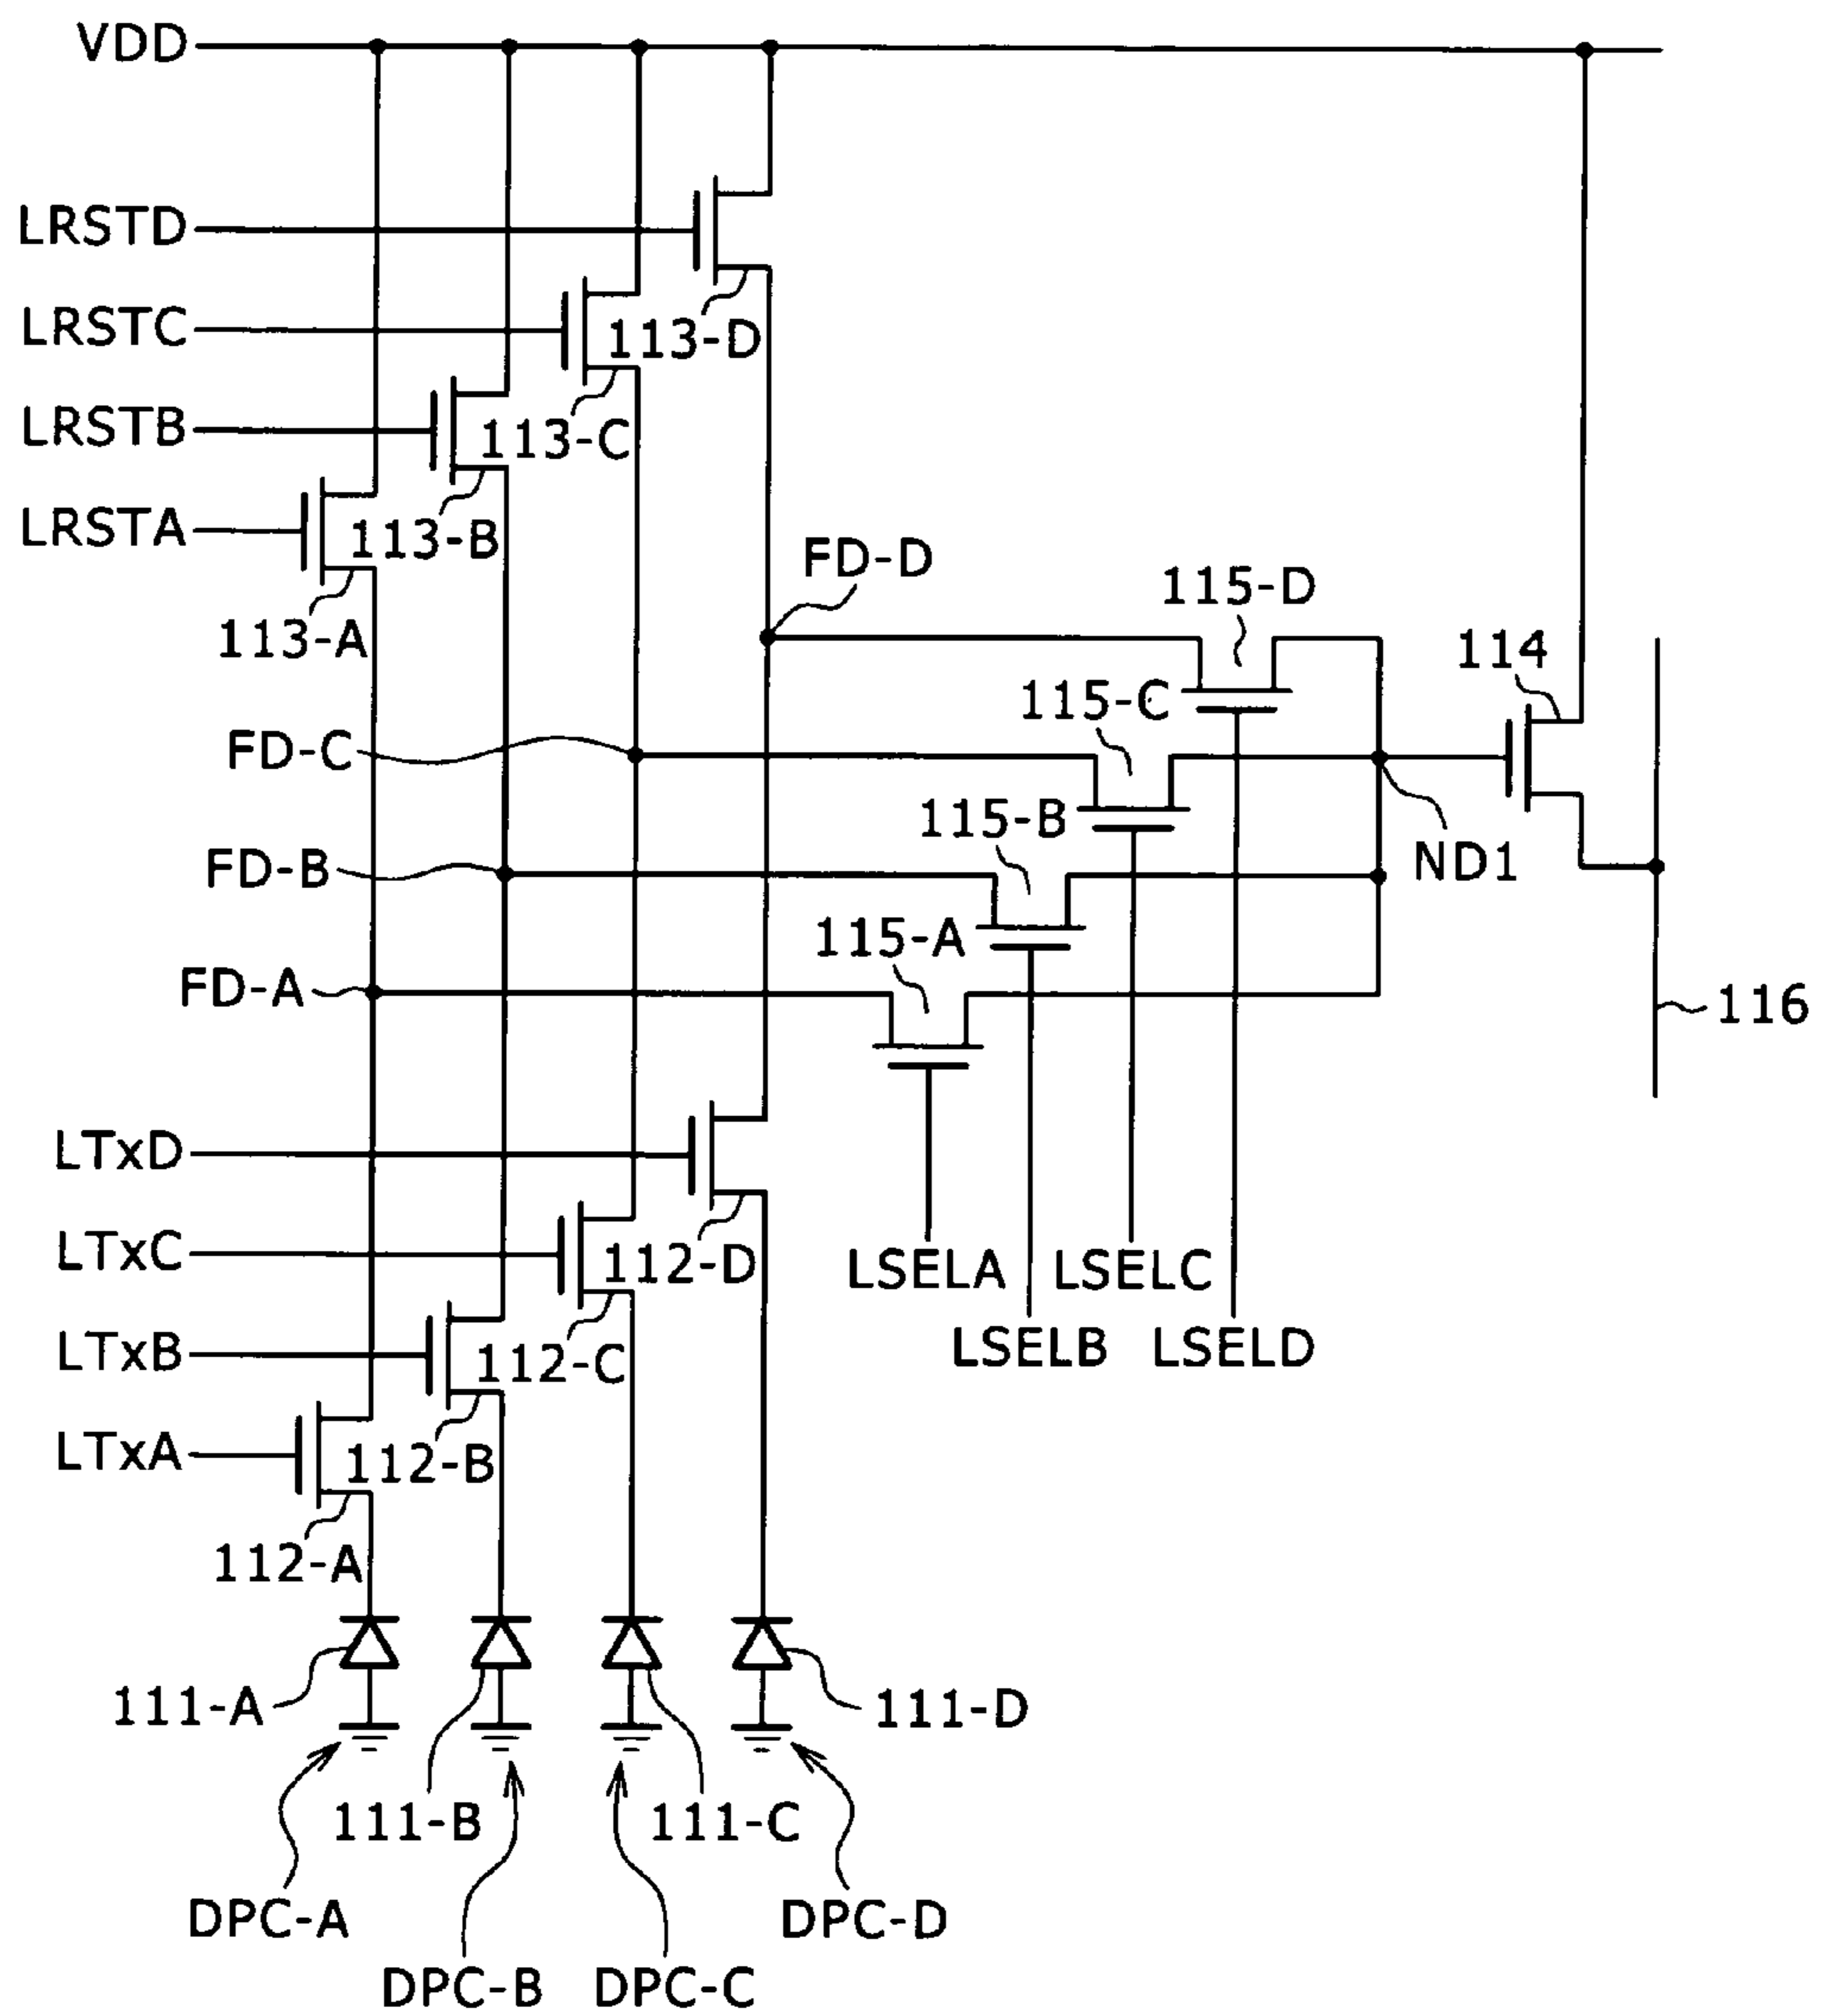 VDD
LRSTD
LRSTC
113-D
LRSTB
113-C
LRSTA
113-B
FD-D
115-D
113-A
114
115-C
FD-C
115-B
ND1
FD-B
115-A
FD-A
116
LTxD
LTxC
112-D
LSELA
LSELC
LTxB
112-C
LSELB
LSELD
LTxA
112-B
112-A
111-A
111-D
111-B
111-C
DPC-A
DPC-D
DPC-B
DPC-C